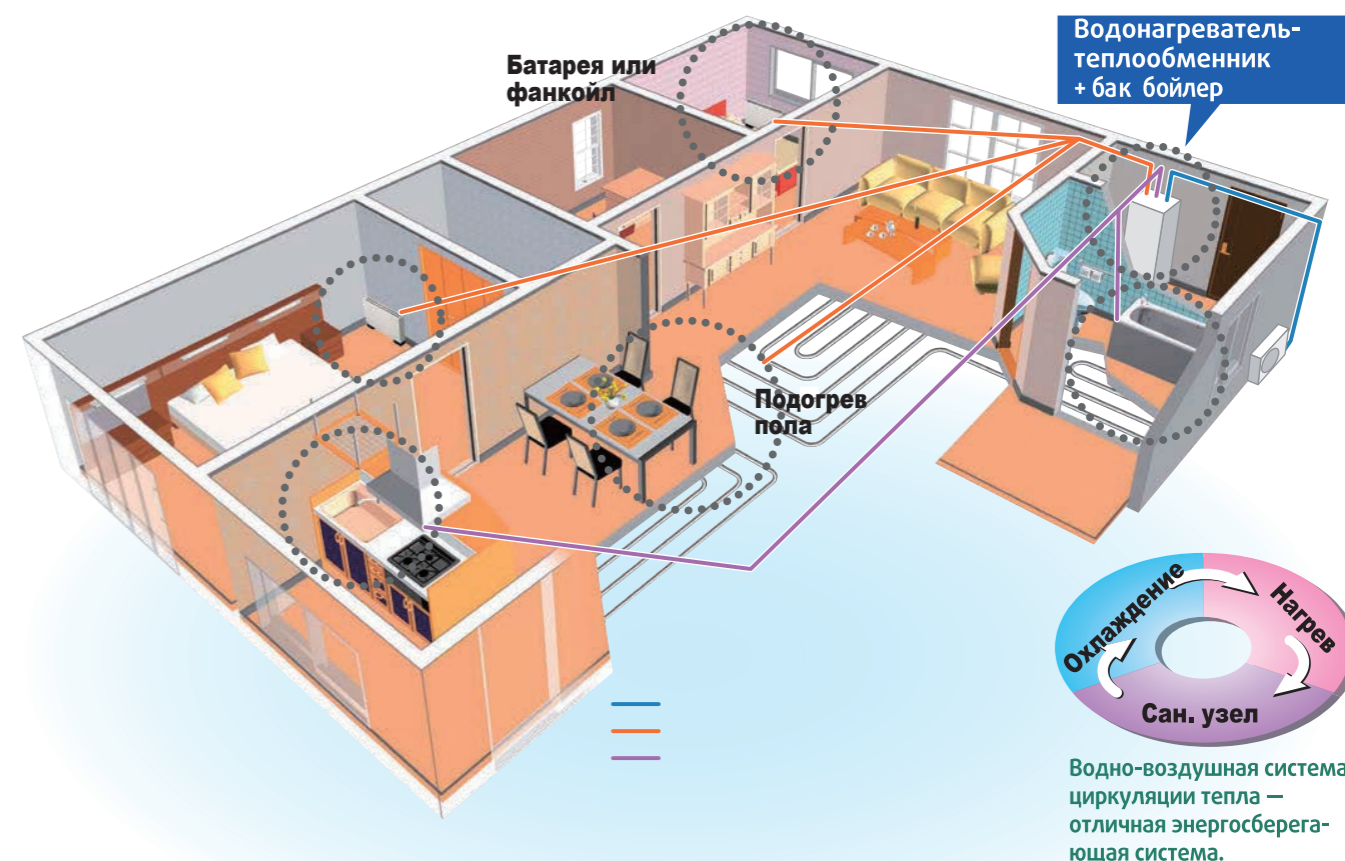 Батарея или
фанкойл
Водонагреватель-
теплообменник
+ бак бойлер
Подогрев
пола
Охлаждение
Нагрев
Сан. узел
Водно-воздушная система
циркуляции тепла —
отличная энергосберега-
ющая система.